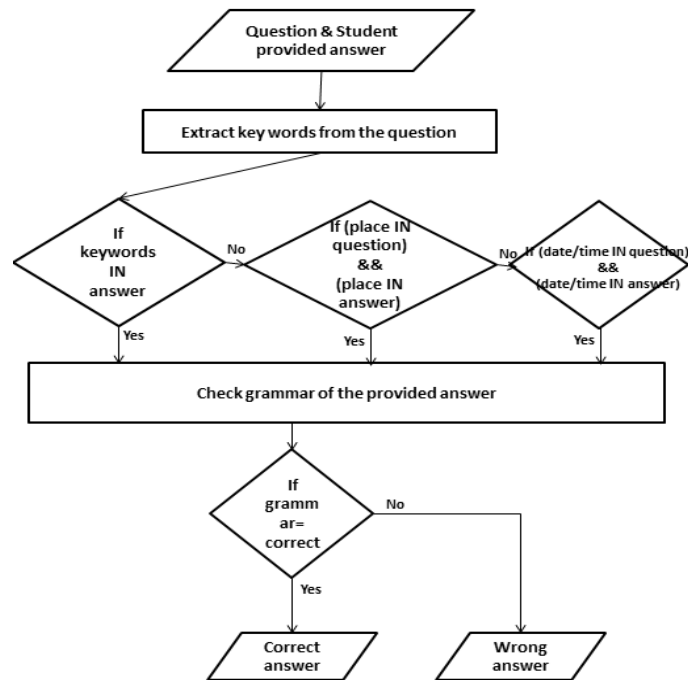 Question & Student
provided answer
Extract key words from the question
If
keywords
IN
answer
No
If (place IN
question)
&&
(place IN
answer)
No
If (date/time IN question)
&&
(date/time IN answer)
Yes
Yes
Yes
Check grammar of the provided answer
If
gramm
ar=
correct
No
Yes
Correct
answer
Wrong
answer